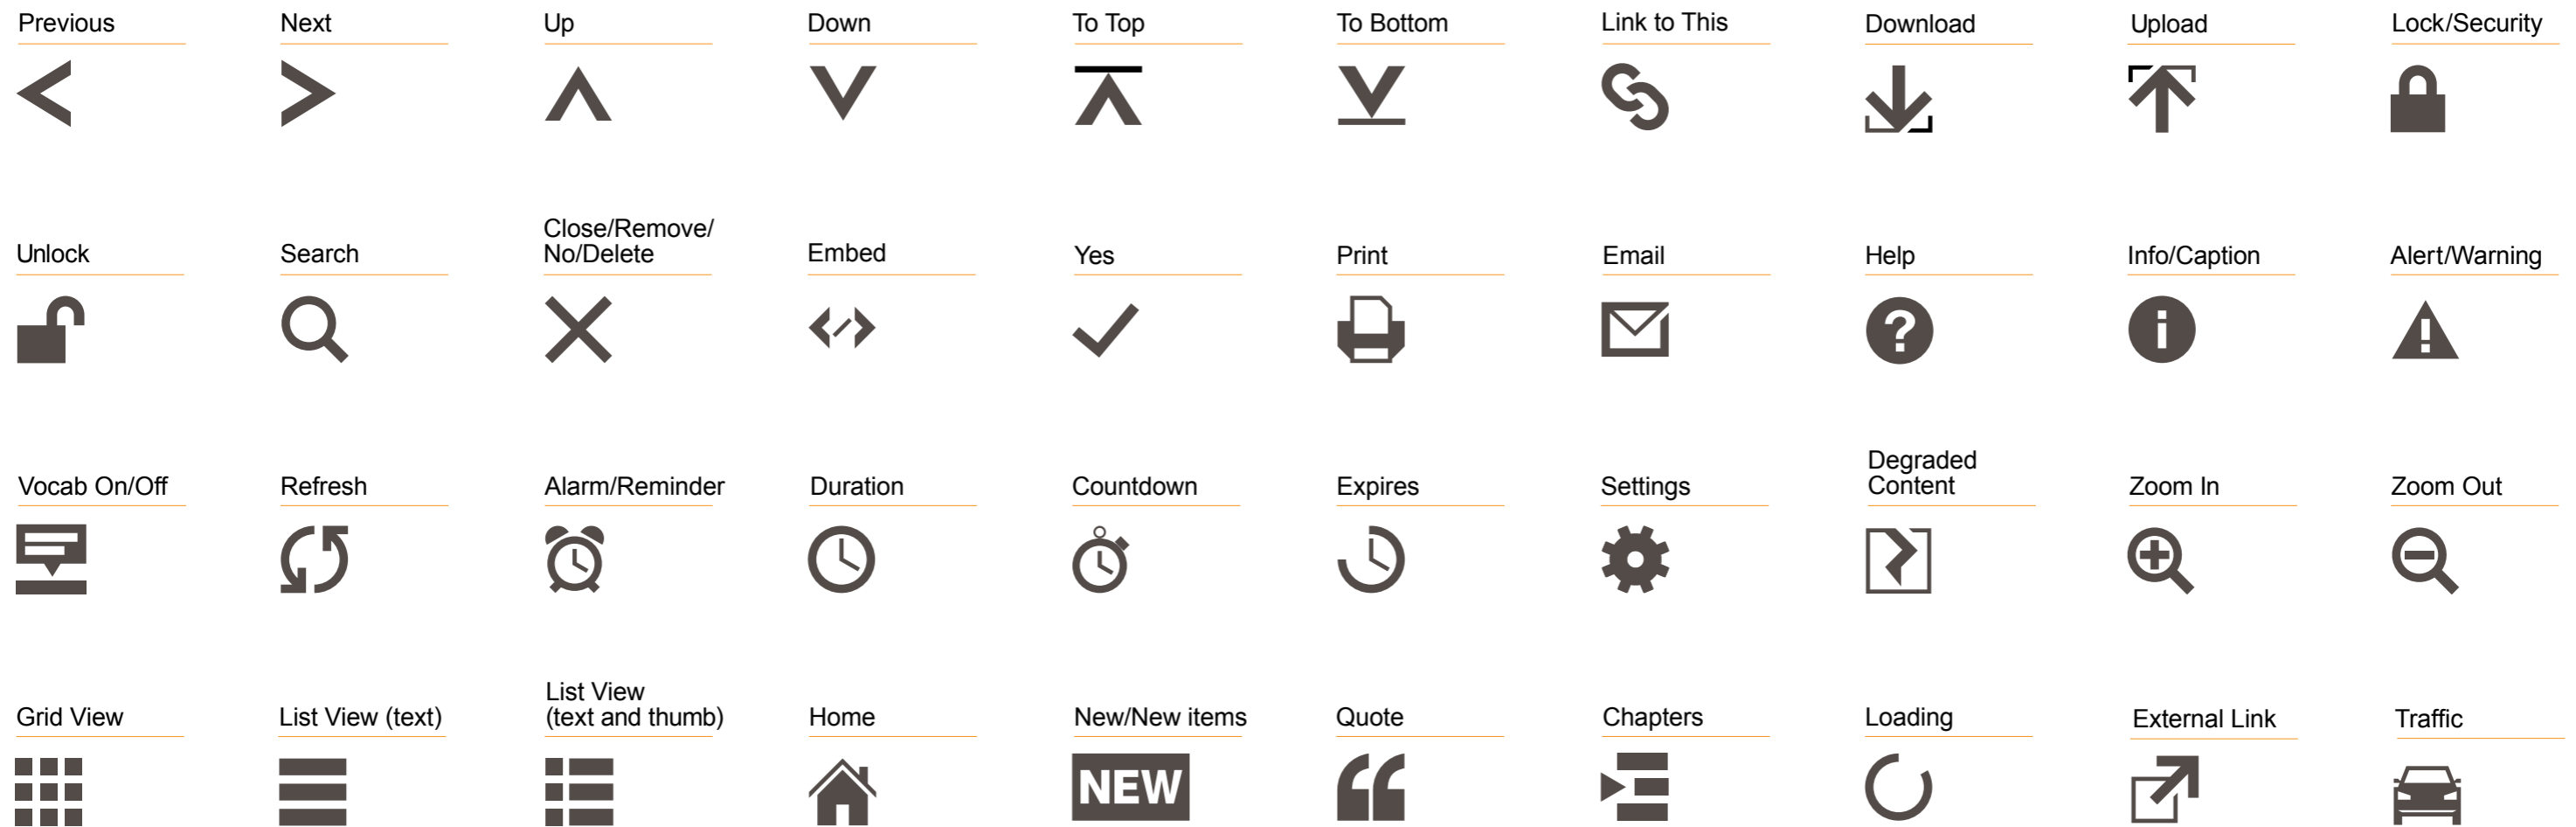 Previous
Next
Up
Down
To Top
To Bottom
Link to This
Download
Upload
Lock/Security
Unlock
Search
Close/Remove/
No/Delete
Embed
Yes
Print
Email
Help
?
Info/Caption
i
Alert/Warning
!
Vocab On/Off
Refresh
Alarm/Reminder
Duration
Countdown
Expires
Settings
Degraded
Content
Zoom In
Zoom Out
Grid View
List View (text)
List View
(text and thumb)
Home
New/New items
NEW
Quote
Chapters
Loading
External Link
Traffic